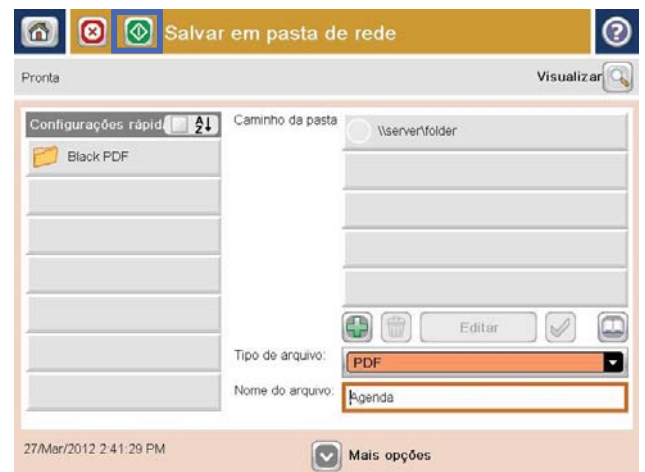 Salvar em pasta de rede
?
Pronta
Visualizar
Configurações rápid
A Z
Caminho da pasta
\\server\folder
Black PDF
Editar
Tipo de arquivo:
PDF
Nome do arquivo:
Agenda
27/Mar/2012 2:41:29 PM
Mais opções